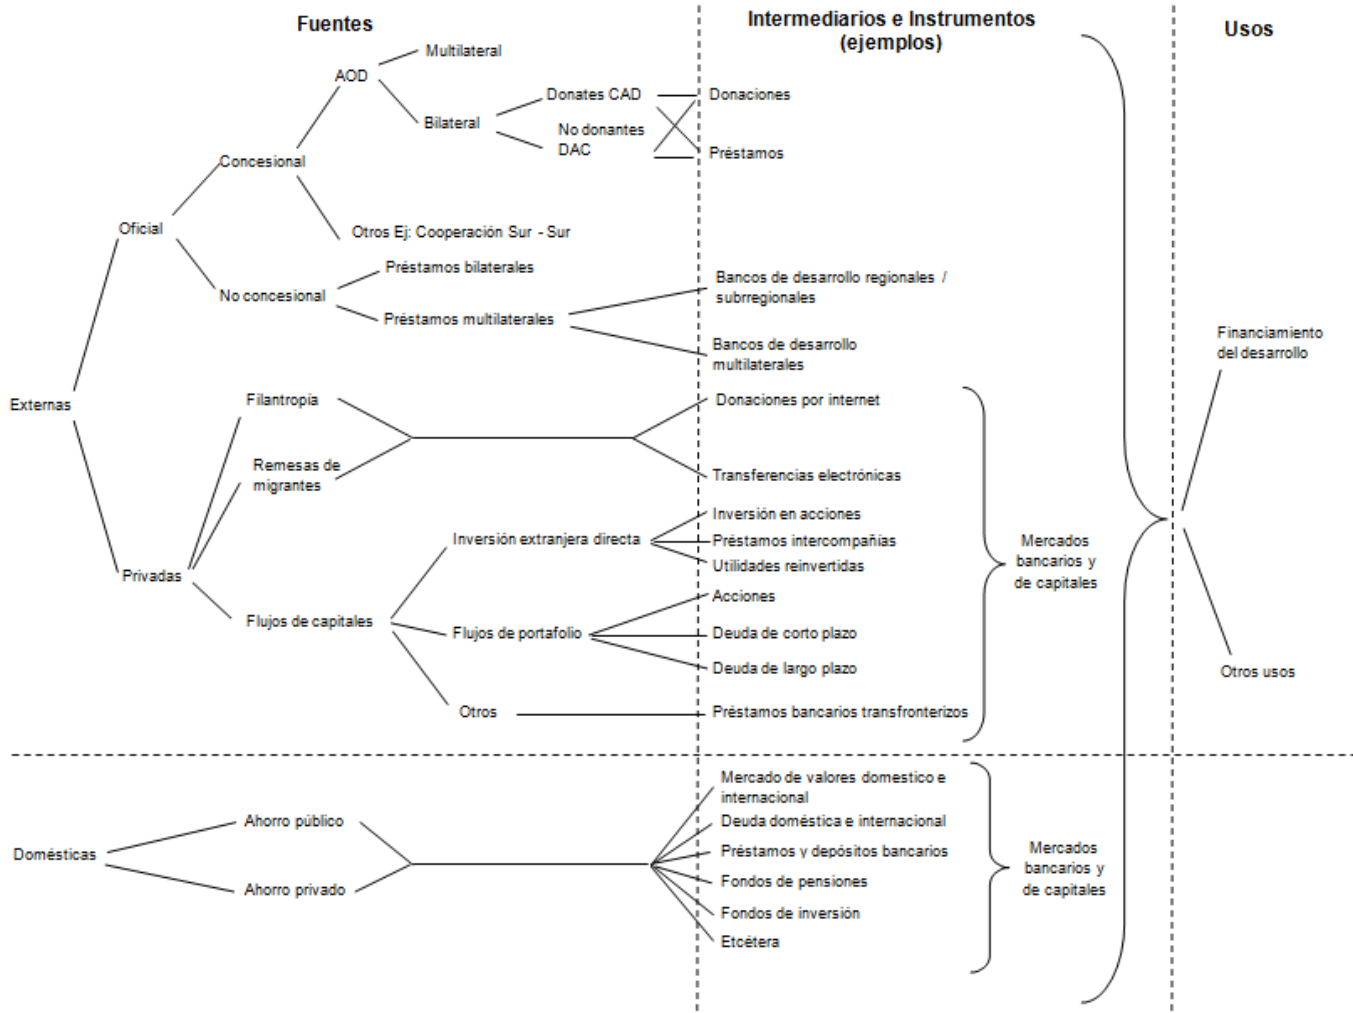 Fuentes
Intermediarios e Instrumentos
(ejemplos)
Usos
Multilateral
AOD
Donates CAD
Donaciones
Bilateral
No donantes
DAC
Préstamos
Concesional
Oficial
Otros Ej: Cooperación Sur - Sur
Préstamos bilaterales
No concesional
Préstamos multilaterales
Bancos de desarrollo regionales /
subrregionales
Bancos de desarrollo
multilaterales
Financiamiento
del desarrollo
Externas
Filantropía
Donaciones por internet
Remesas de
migrantes
Transferencias electrónicas
Inversión en acciones
Inversión extranjera directa
Préstamos intercompañías
Utilidades reinvertidas
Mercados
bancarios y
de capitales
Privadas
Acciones
Flujos de capitales
Flujos de portafolio
Deuda de corto plazo
Deuda de largo plazo
Otros usos
Otros
Préstamos bancarios transfronterizos
Mercado de valores domestico e
internacional
Ahorro público
Deuda doméstica e internacional
Domésticas
Préstamos y depósitos bancarios
Mercados
bancarios y
de capitales
Ahorro privado
Fondos de pensiones
Fondos de inversión
Etcétera